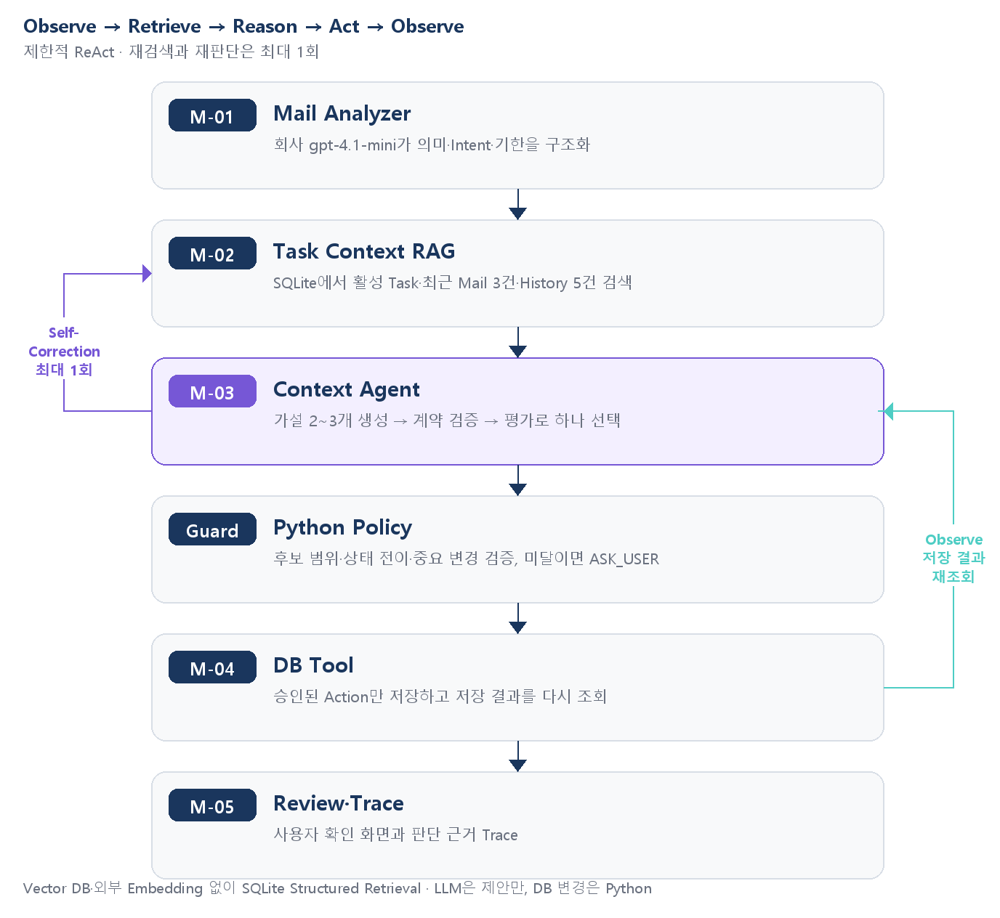 Observe → Retrieve → Reason → Act → Observe
제한적 ReAct · 재검색과 재판단은 최대 1회
M-01
Mail Analyzer
회사 gpt-4.1-mini가 의미·Intent·기한을 구조화
M-02
Task Context RAG
SQLite에서 활성 Task·최근 Mail 3건·History 5건 검색
Self-
Correction
최대 1회
M-03
Context Agent
가설 2~3개 생성 → 계약 검증 → 평가로 하나 선택
Guard
Python Policy
후보 범위·상태 전이·중요 변경 검증, 미달이면 ASK_USER
Observe
저장 결과
재조회
M-04
DB Tool
승인된 Action만 저장하고 저장 결과를 다시 조회
M-05
Review·Trace
사용자 확인 화면과 판단 근거 Trace
Vector DB·외부 Embedding 없이 SQLite Structured Retrieval · LLM은 제안만, DB 변경은 Python